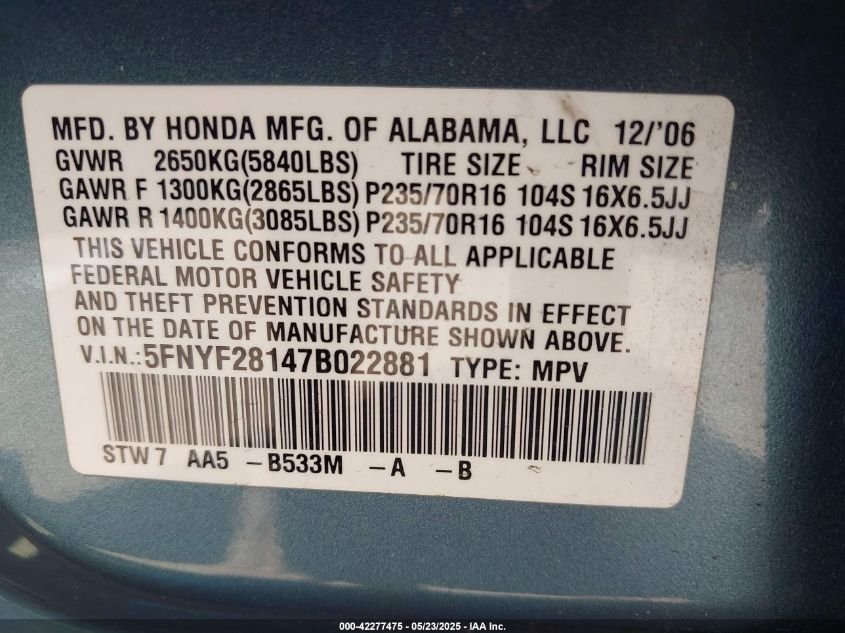 MFD. BY HONDA MFG. OF ALABAMA, LLC 12/'06
GVWR 2650KG(5840LBS) TIRE SIZE RIM SIZE
GAWR F 1300KG(2865LBS) P235/70R16 104S 16X6.5JJ
GAWR R 1400KG(3085LBS) P235/70R16 104S 16X6.5JJ
THIS VEHICLE CONFORMS TO ALL APPLICABLE
FEDERAL MOTOR VEHICLE SAFETY
AND THEFT PREVENTION STANDARDS IN EFFECT
ON THE DATE OF MANUFACTURE SHOWN ABOVE.
V.I.N.: 5FNYF28147B022881 TYPE: MPV
STW7 AA5 -B533M -A -B
000-42277475 - 05/23/2025 - IAA Inc.